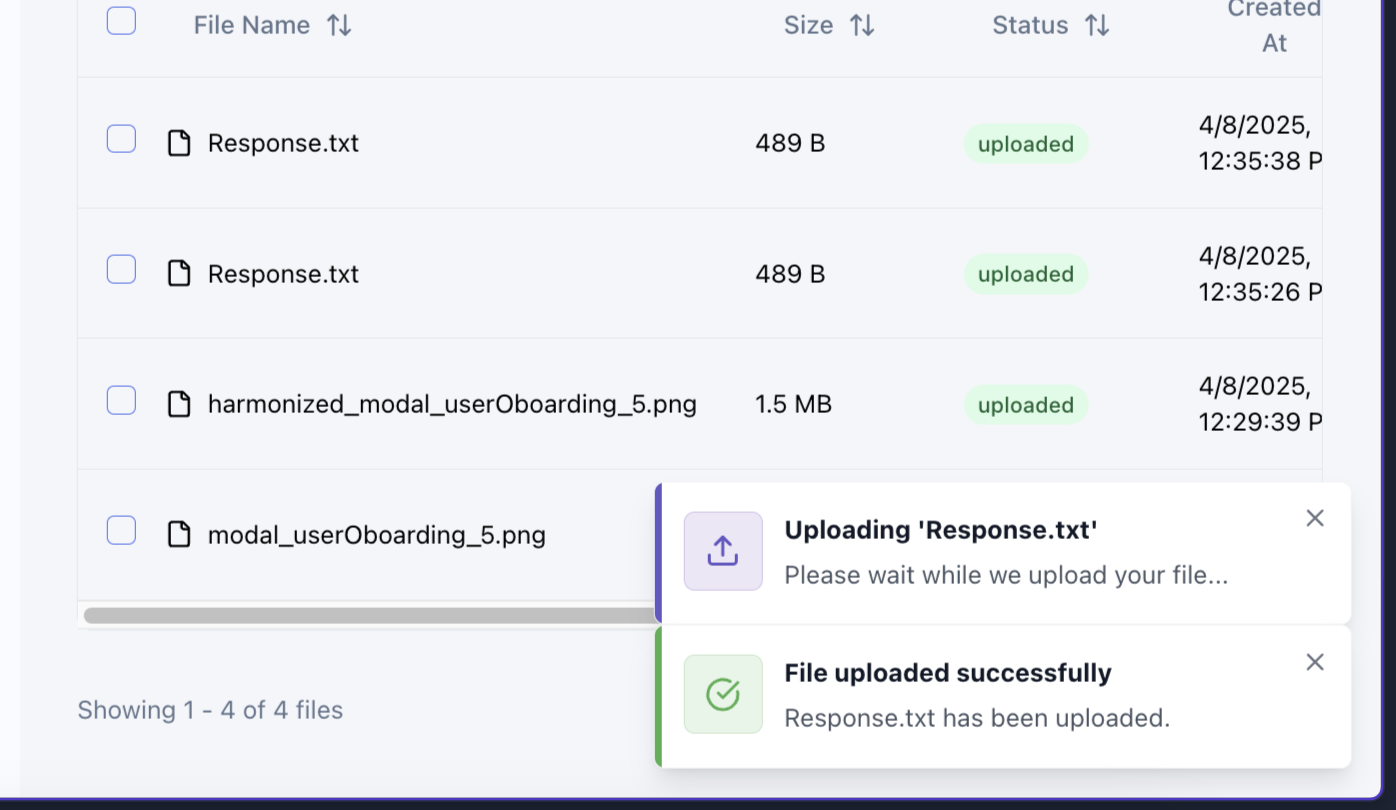 File Name Size Status Created
At
Response.txt 489 B uploaded 4/8/2025,
12:35:38 P
Response.txt 489 B uploaded 4/8/2025,
12:35:26 P
harmonized_modal_userOboarding_5.png 1.5 MB uploaded 4/8/2025,
12:29:39 P
modal_userOboarding_5.png
Uploading 'Response.txt'
Please wait while we upload your file...
File uploaded successfully
Response.txt has been uploaded.
Showing 1 - 4 of 4 files